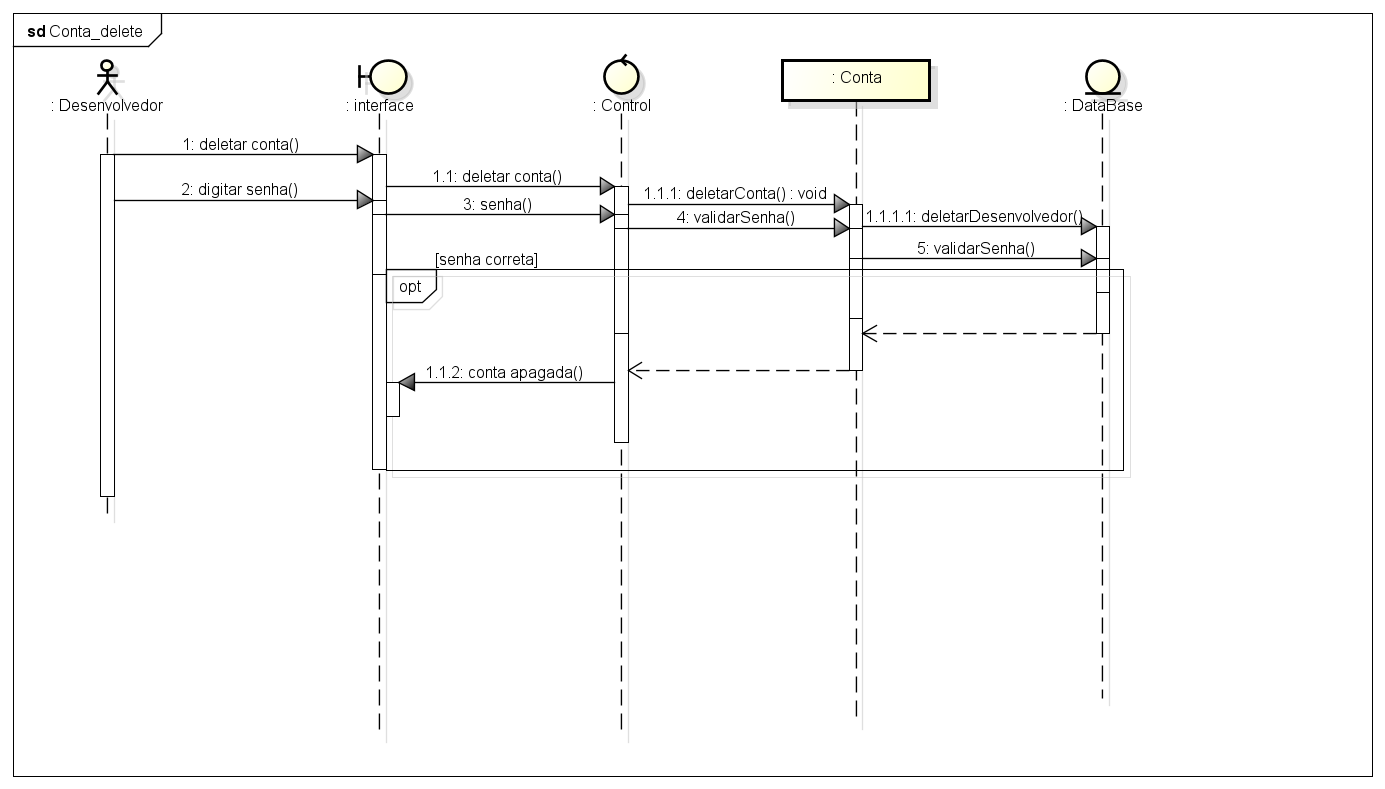 sd Conta_delete
: Desenvolvedor
: interface
: Control
: Conta
: DataBase
1: deletar conta()
1.1: deletar conta()
2: digitar senha()
1.1.1: deletarConta() : void
3: senha()
4: validarSenha()
1.1.1.1: deletarDesenvolvedor()
5: validarSenha()
[senha correta]
opt
1.1.2: conta apagada()